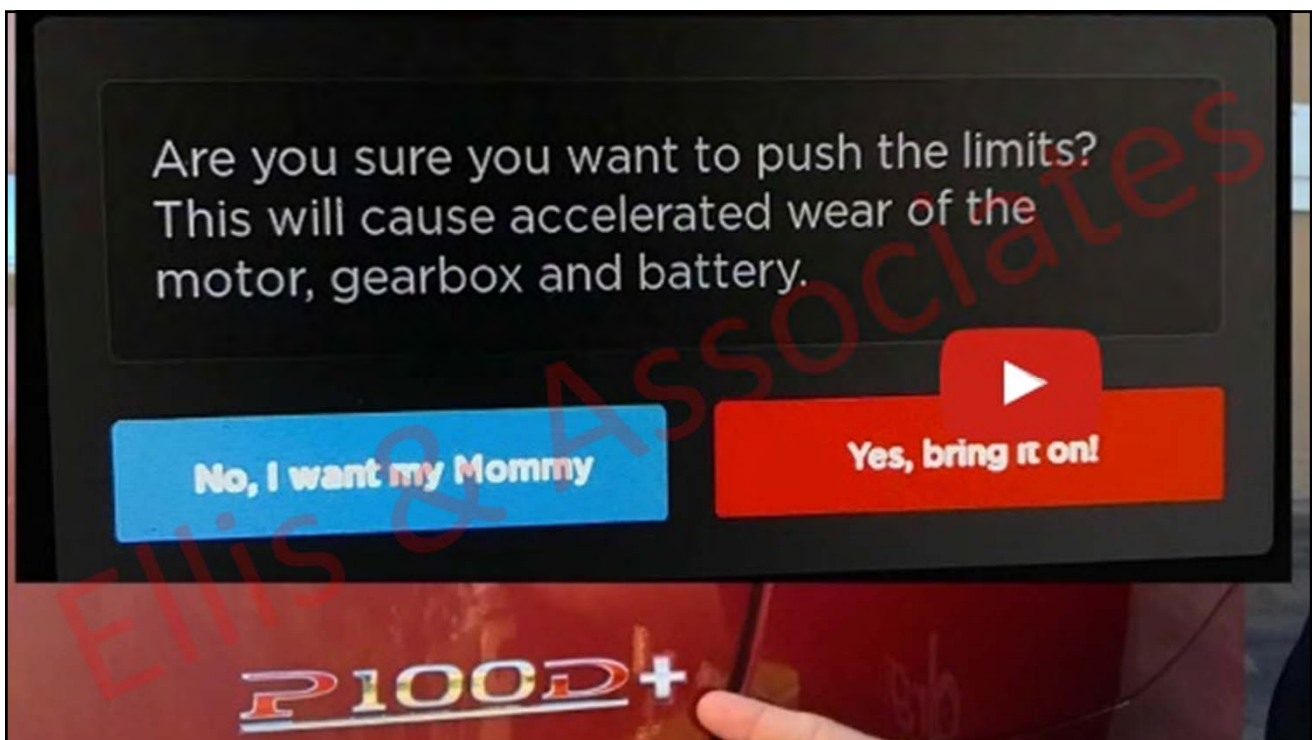 Are you sure you want to push the limits?
This will cause accelerated wear of the
motor, gearbox and battery.
No, I want my Mommy
Yes, bring it on!
Ellis & Associates
P100D+